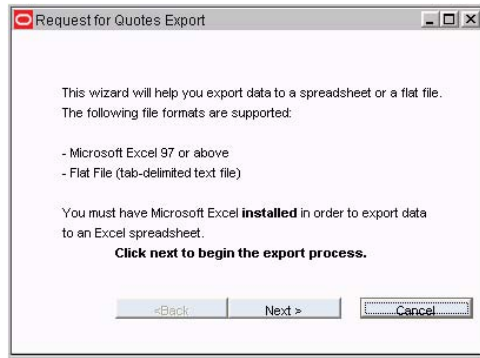 Request for Quotes Export
This wizard will help you export data to a spreadsheet or a flat file.
The following file formats are supported:
- Microsoft Excel 97 or above
- Flat File (tab-delimited text file)
You must have Microsoft Excel installed in order to export data
to an Excel spreadsheet.
Click next to begin the export process.
<Back Next > Cancel